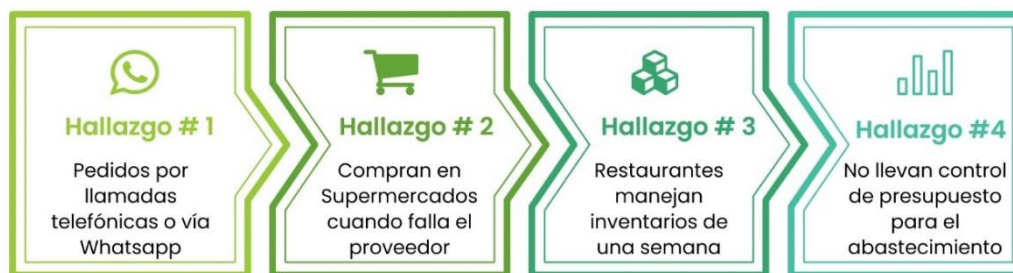 Hallazgo # 1
Pedidos por
llamadas
telefónicas o vía
Whatsapp
Hallazgo # 2
Compran en
Supermercados
cuando falla el
proveedor
Hallazgo # 3
Restaurantes
manejan
inventarios de
una semana
Hallazgo #4
No llevan control
de presupuesto
para el
abastecimiento